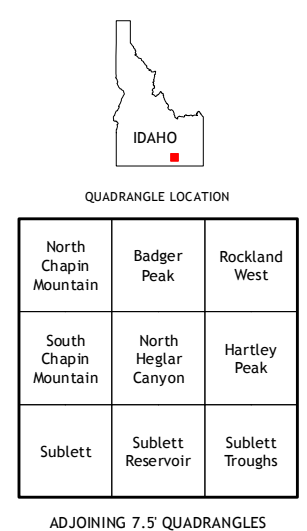 IDAHO
QUADRANGLE LOCATION
North
Chapin
Mountain
Badger
Peak
Rockland
West
South
Chapin
Mountain
North
Heglar
Canyon
Hartley
Peak
Sublett
Sublett
Reservoir
Sublett
Troughs
ADJOINING 7.5' QUADRANGLES